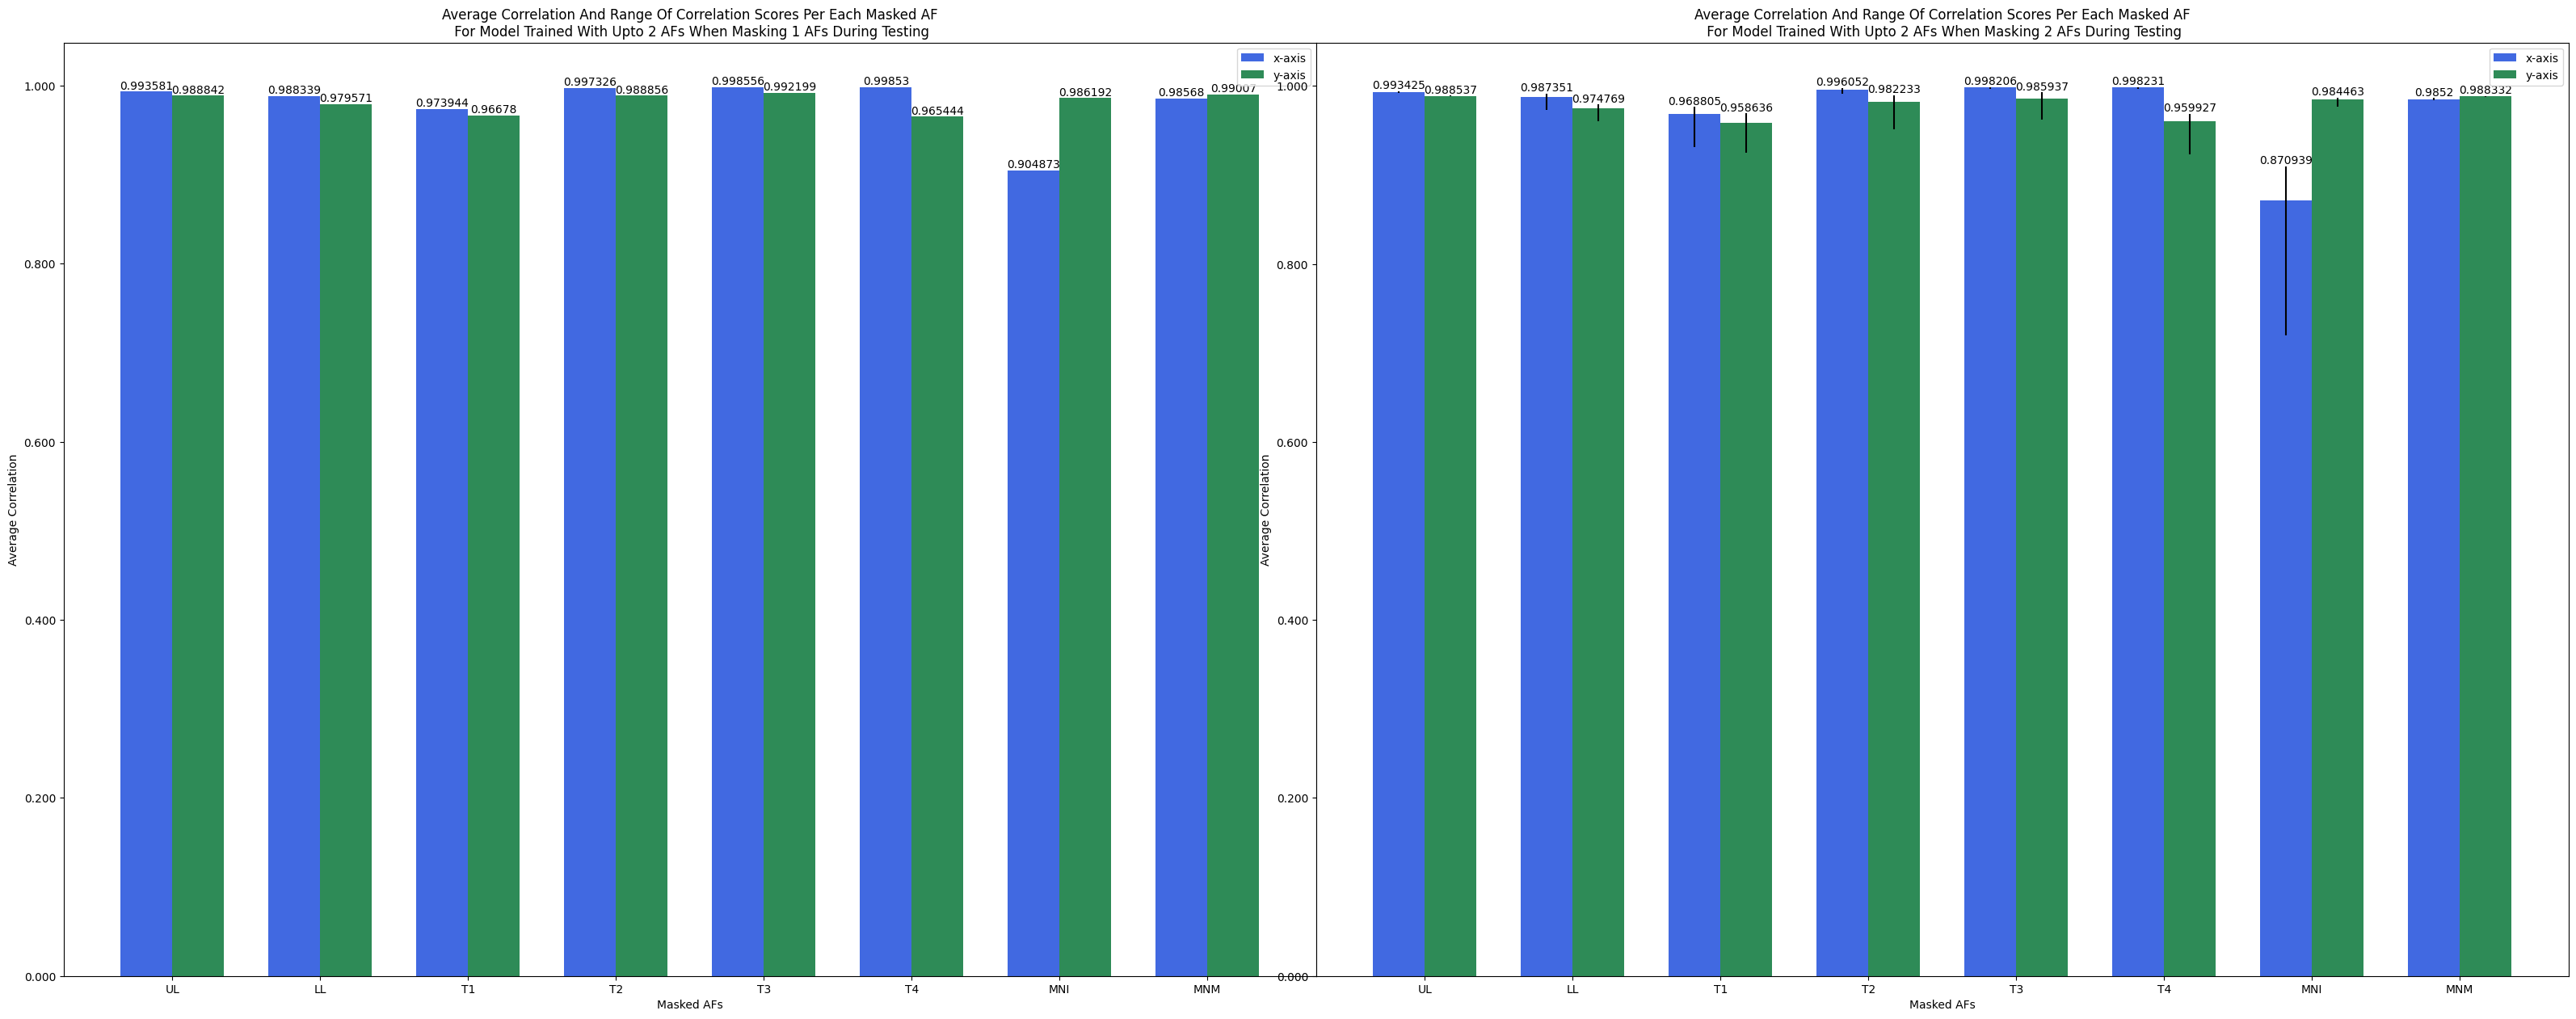 Average Correlation And Range Of Correlation Scores Per Each Masked AF
For Model Trained With Upto 2 AFs When Masking 1 AFs During Testing
x-axis
y-axis
Average Correlation
1.000
0.800
0.600
0.400
0.200
0.000
0.993581
0.988842
0.988339
0.979571
0.973944
0.96678
0.997326
0.988856
0.998556
0.992199
0.99853
0.965444
0.904873
0.986192
0.98568
0.99007
UL
LL
T1
T2
T3
T4
MNI
MNM
Masked AFs
Average Correlation And Range Of Correlation Scores Per Each Masked AF
For Model Trained With Upto 2 AFs When Masking 2 AFs During Testing
x-axis
y-axis
Average Correlation
1.000
0.800
0.600
0.400
0.200
0.000
0.993425
0.988537
0.987351
0.974769
0.968805
0.958636
0.996052
0.982233
0.998206
0.985937
0.998231
0.959927
0.870939
0.984463
0.9852
0.988332
UL
LL
T1
T2
T3
T4
MNI
MNM
Masked AFs